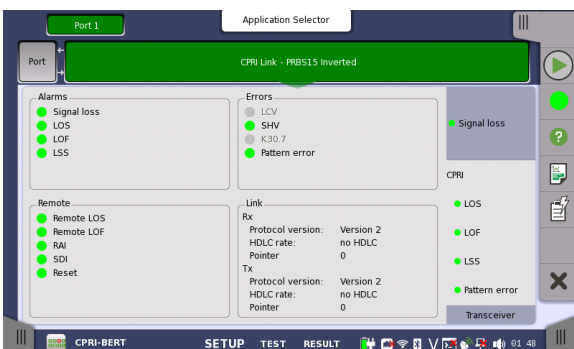 Port 1
Application Selector
Port
CPRI Link - PRBS15 Inverted
Alarms
Signal loss
LOS
LOF
LSS
Errors
LCV
SHV
K30.7
Pattern error
Remote
Remote LOS
Remote LOF
RAI
SDI
Reset
Link
Rx
Protocol version: Version 2
HDLC rate: no HDLC
Pointer 0
Tx
Protocol version: Version 2
HDLC rate: no HDLC
Pointer 0
Signal loss
CPRI
LOS
LOF
LSS
Pattern error
Transceiver
CPRI-BERT
SETUP TEST RESULT
V
01 48